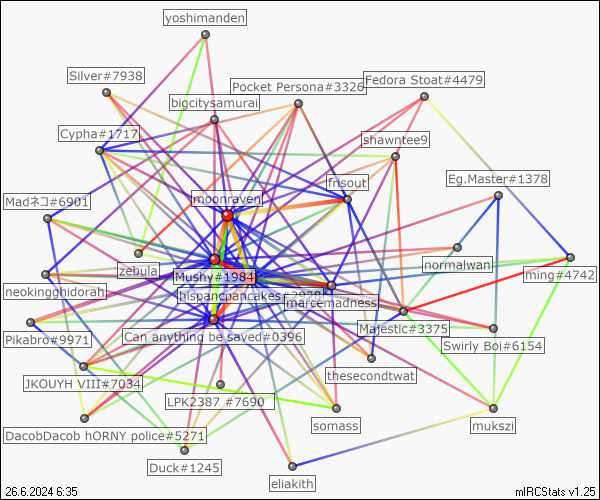 yoshimanden
Silver#7938
Pocket Persona#3326
Fedora Stoat#4479
bigcitysamurai
Cypha#1717
shawntee9
frisout
Eg.Master#1378
moonraven
Madネコ#6901
zebula
Mushy#1984
normalwan
ming#4742
neokingghidorah
hispancpancakes
marcemadness
Can anything be saved#0396
Majestic#3375
Pikabro#9971
Swirly Boi#6154
JKOUYH VIII#7034
thesecondtwat
LPK2387 #7690
somass
mukszi
DacobDacob hORNY police#5271
Duck#1245
eliakith
26.6.2024 6:35
mIRCStats v1.25